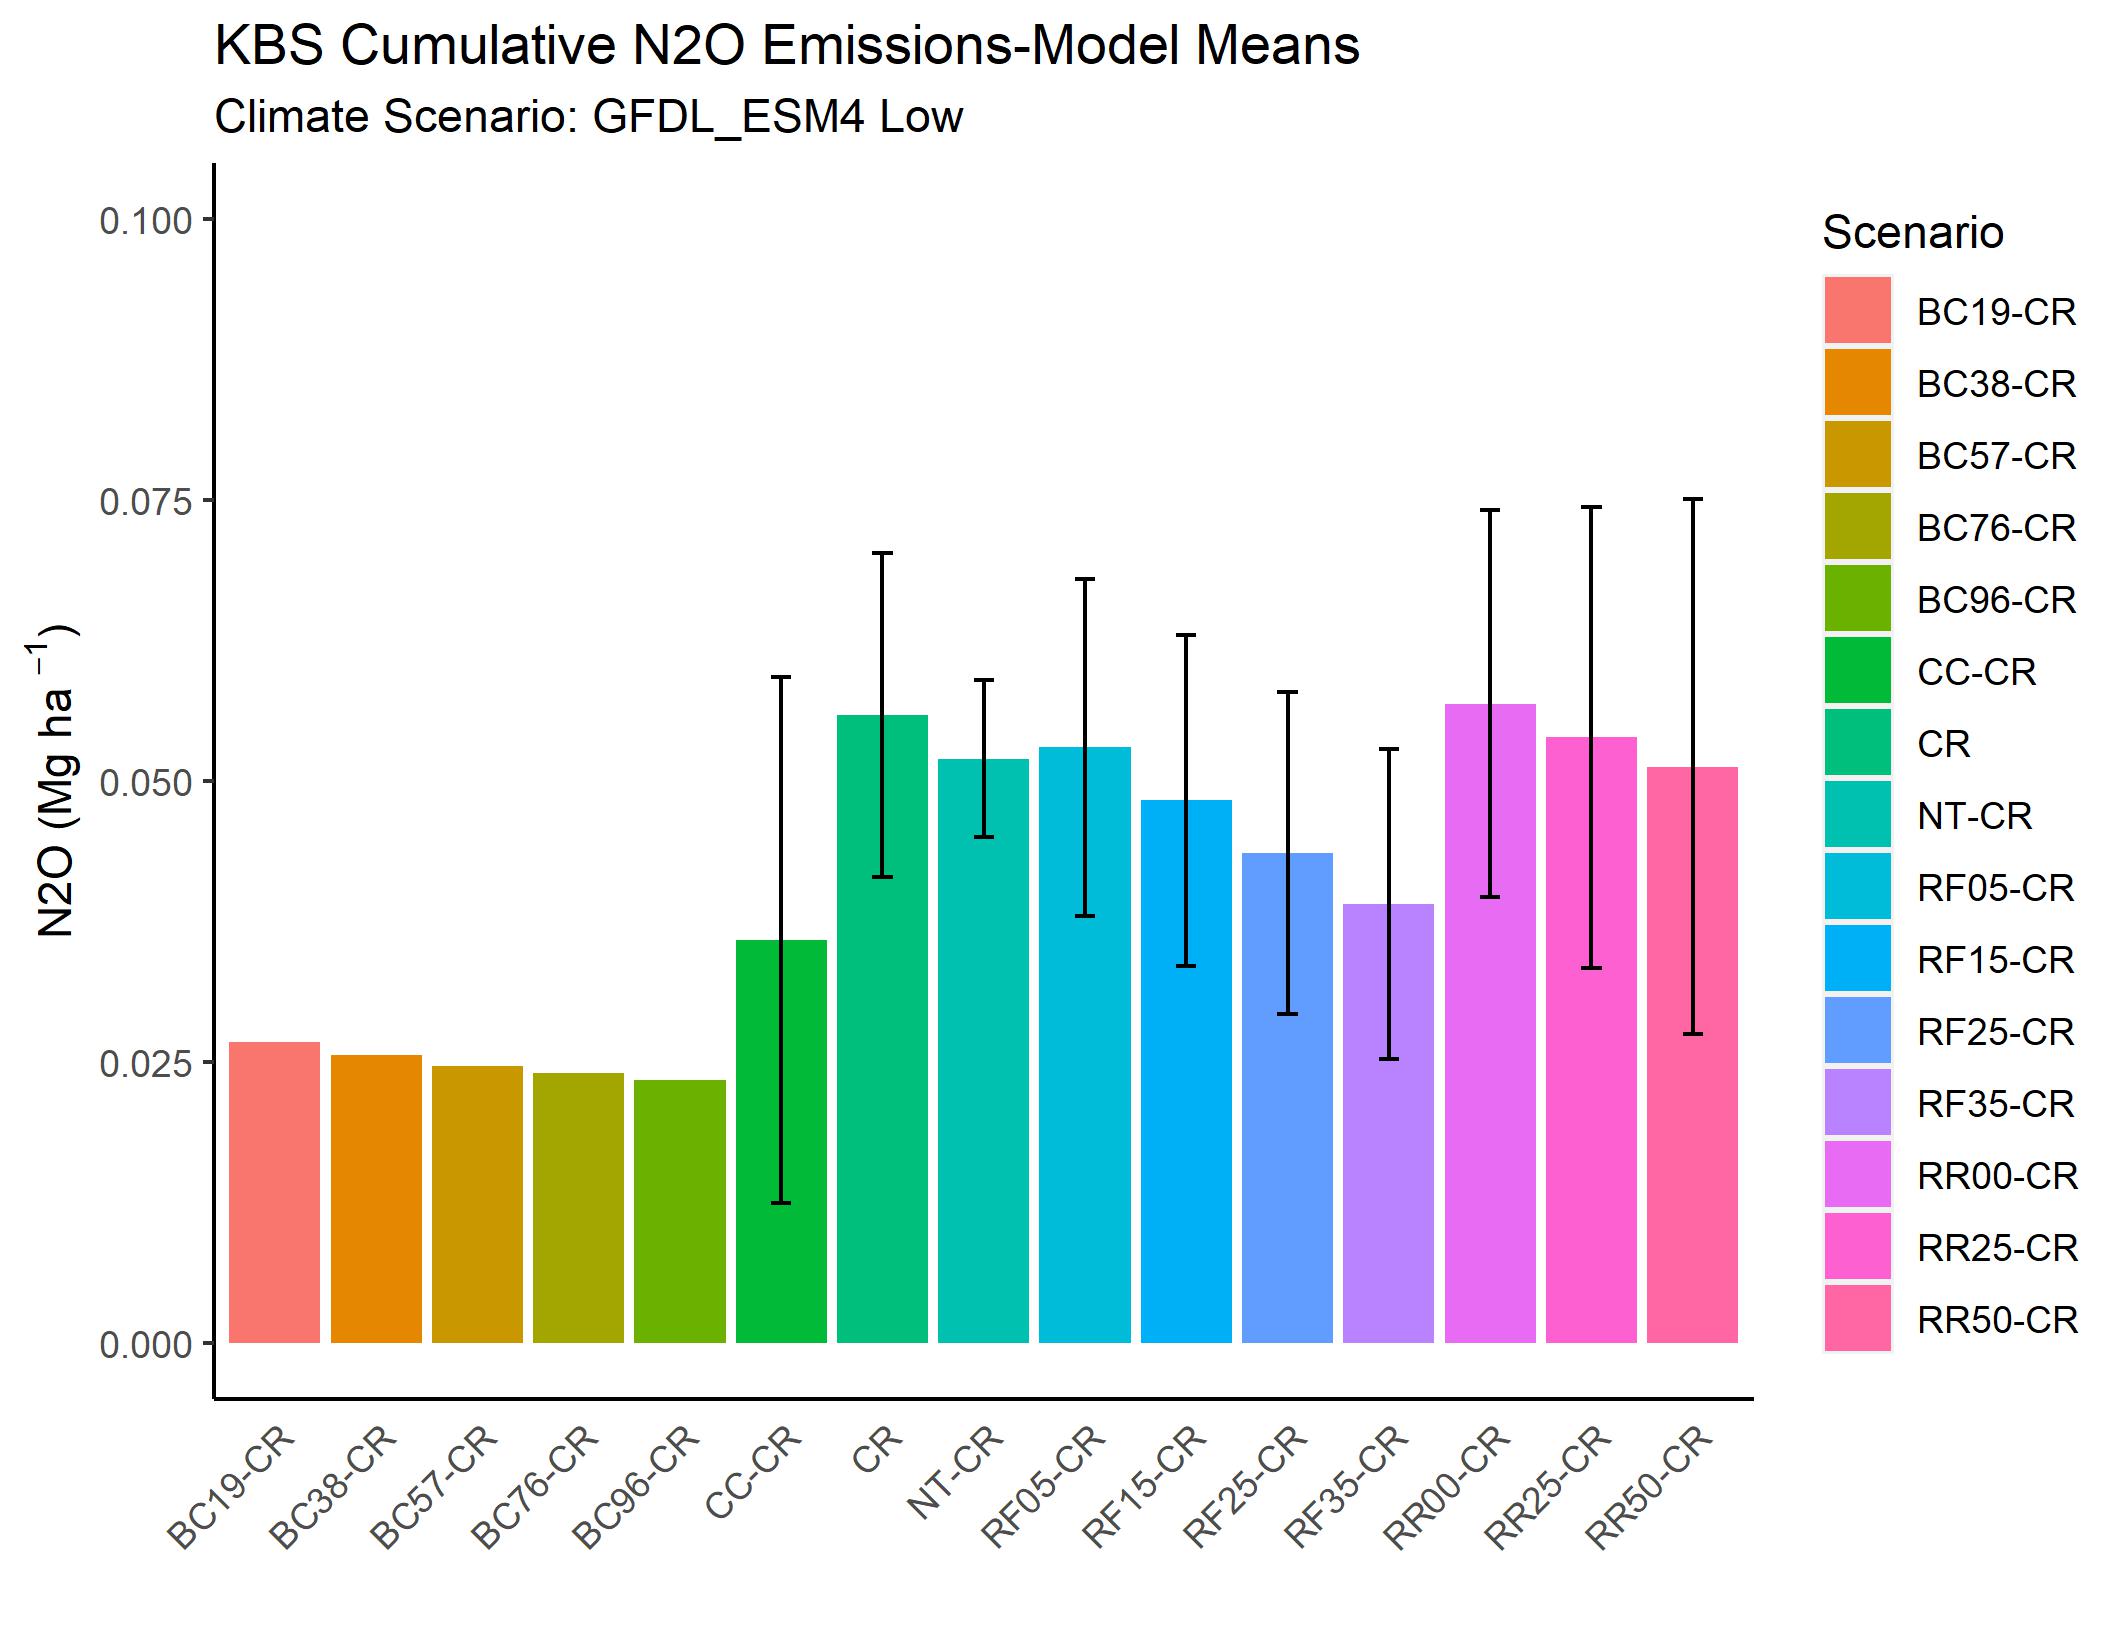 KBS Cumulative N2O Emissions-Model Means
Climate Scenario: GFDL_ESM4 Low
N2O (Mg ha −1)
0.100
0.075
0.050
0.025
0.000
BC19-CR
BC38-CR
BC57-CR
BC76-CR
BC96-CR
CC-CR
CR
NT-CR
RF05-CR
RF15-CR
RF25-CR
RF35-CR
RR00-CR
RR25-CR
RR50-CR
Scenario
BC19-CR
BC38-CR
BC57-CR
BC76-CR
BC96-CR
CC-CR
CR
NT-CR
RF05-CR
RF15-CR
RF25-CR
RF35-CR
RR00-CR
RR25-CR
RR50-CR